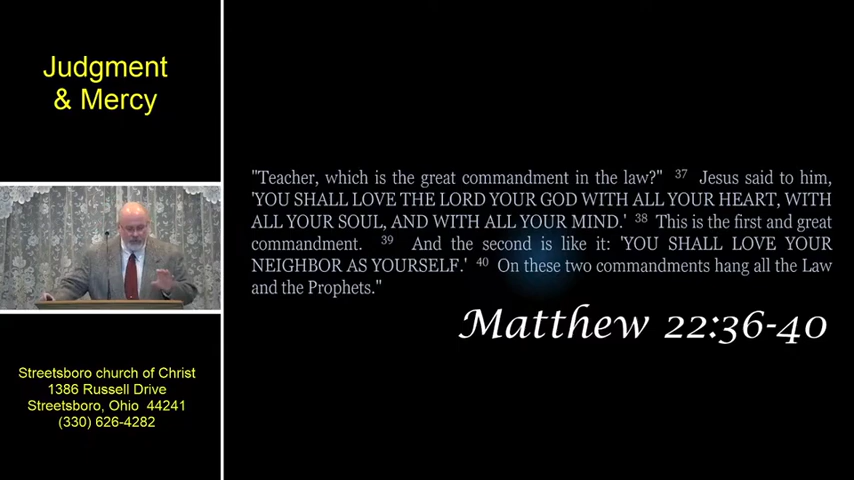 Judgment
& Mercy
"Teacher, which is the great commandment in the law?" 37 Jesus said to him,
'YOU SHALL LOVE THE LORD YOUR GOD WITH ALL YOUR HEART, WITH
ALL YOUR SOUL, AND WITH ALL YOUR MIND.' 38 This is the first and great
commandment. 39 And the second is like it: 'YOU SHALL LOVE YOUR
NEIGHBOR AS YOURSELF.' 40 On these two commandments hang all the Law
and the Prophets."
Matthew 22:36-40
Streetsboro church of Christ
1386 Russell Drive
Streetsboro, Ohio 44241
(330) 626-4282